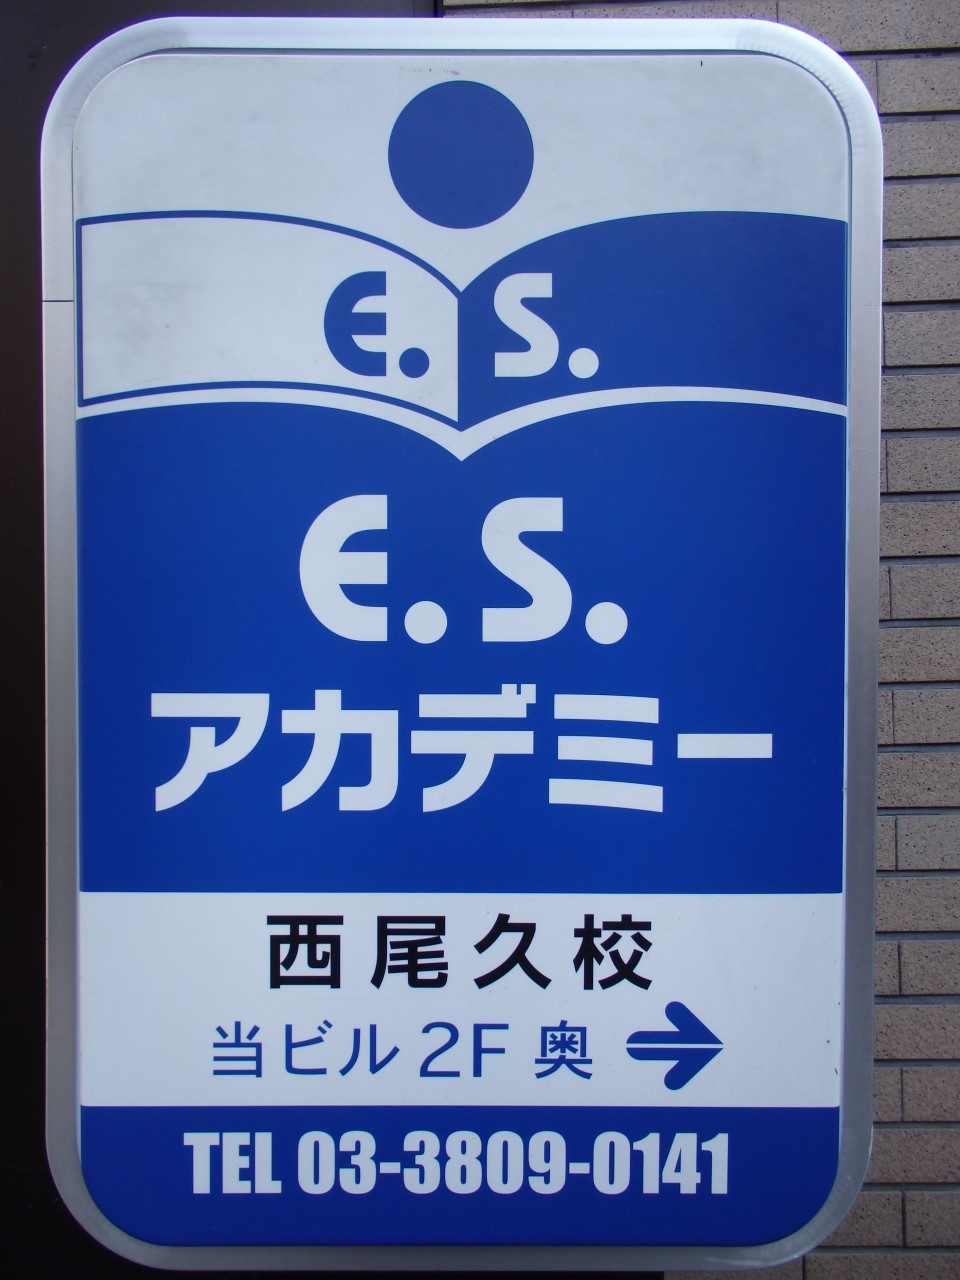 E. S.
E. S.
アカデミー
西尾久校
当ビル 2F 奥 →
TEL 03-3809-0141